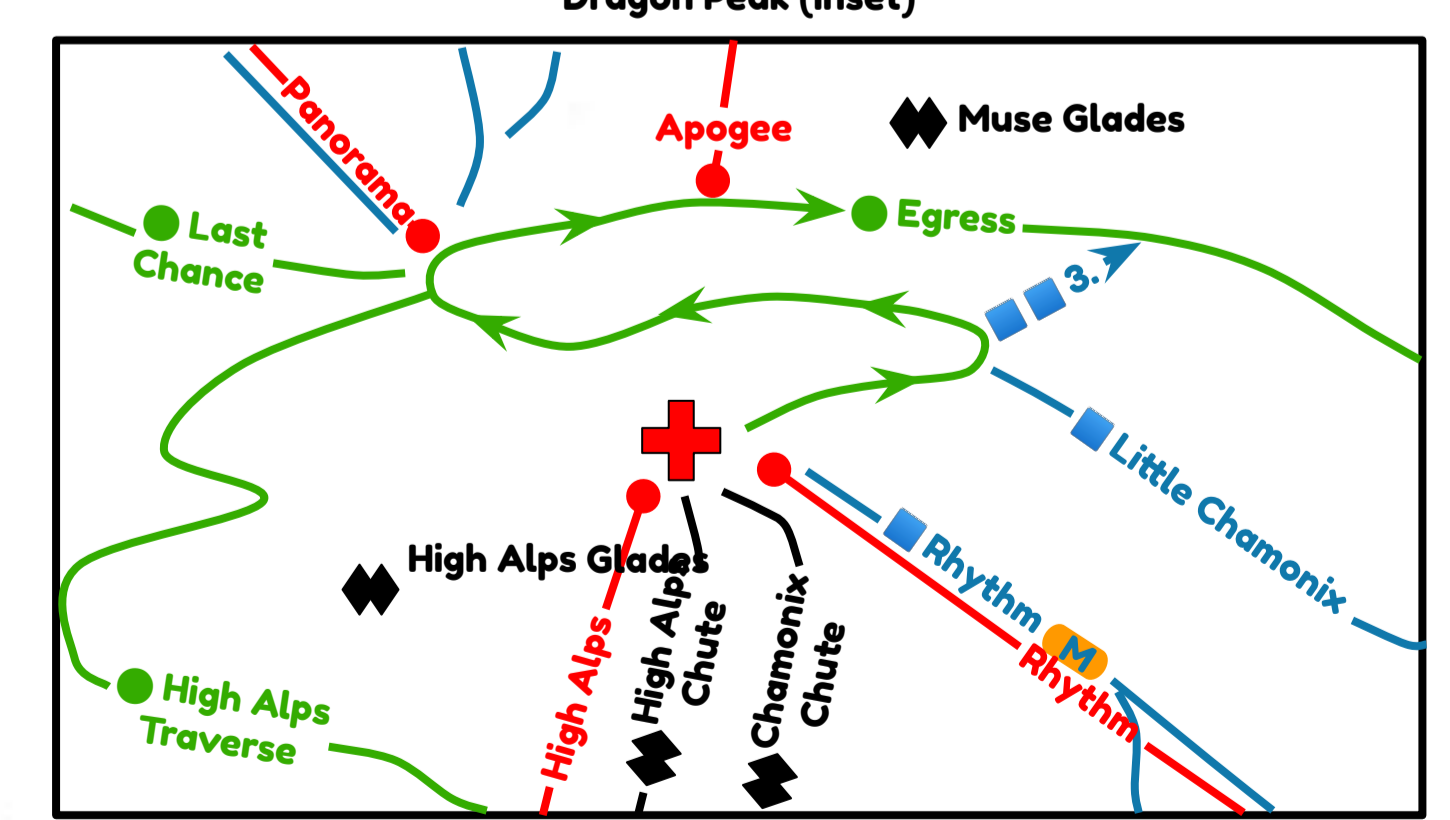 Dragon Peak (Inset)
Panorama
Apogee
Muse Glades
Last
Chance
Egress
3.
Little Chamonix
Rhythm
M
Rhythm
High Alps Glades
High Alps
High Alps
Chute
Chamonix
Chute
High Alps
Traverse